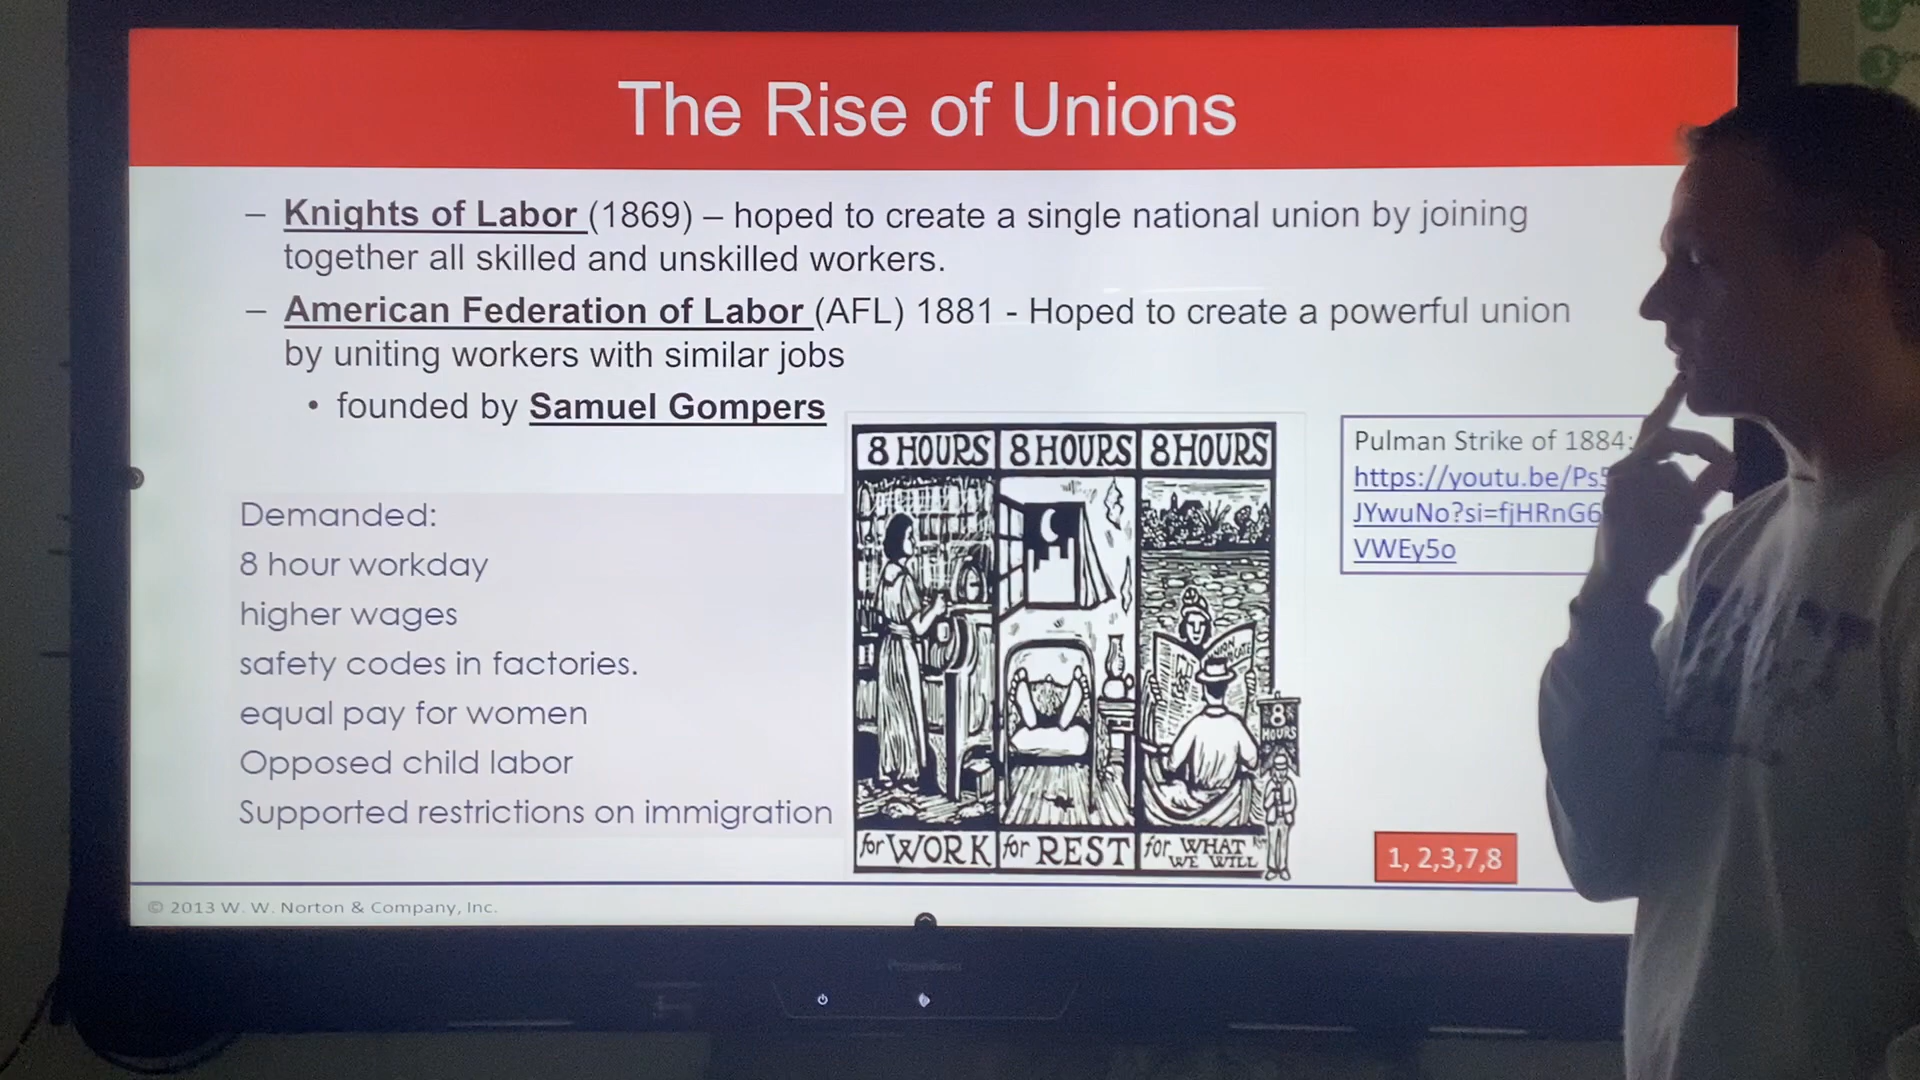 The Rise of Unions
– Knights of Labor (1869) – hoped to create a single national union by joining
together all skilled and unskilled workers.
– American Federation of Labor (AFL) 1881 - Hoped to create a powerful union
by uniting workers with similar jobs
• founded by Samuel Gompers
Demanded:
8 hour workday
higher wages
safety codes in factories.
equal pay for women
Opposed child labor
Supported restrictions on immigration
8 HOURS 8 HOURS 8 HOURS
8 HOURS
for WORK for REST for WHAT WE WILL
Pulman Strike of 1884:
https://youtu.be/Ps5
JYwuNo?si=fjHRnG6
VWEy5o
1, 2,3,7,8
© 2013 W. W. Norton & Company, Inc.
Promethean